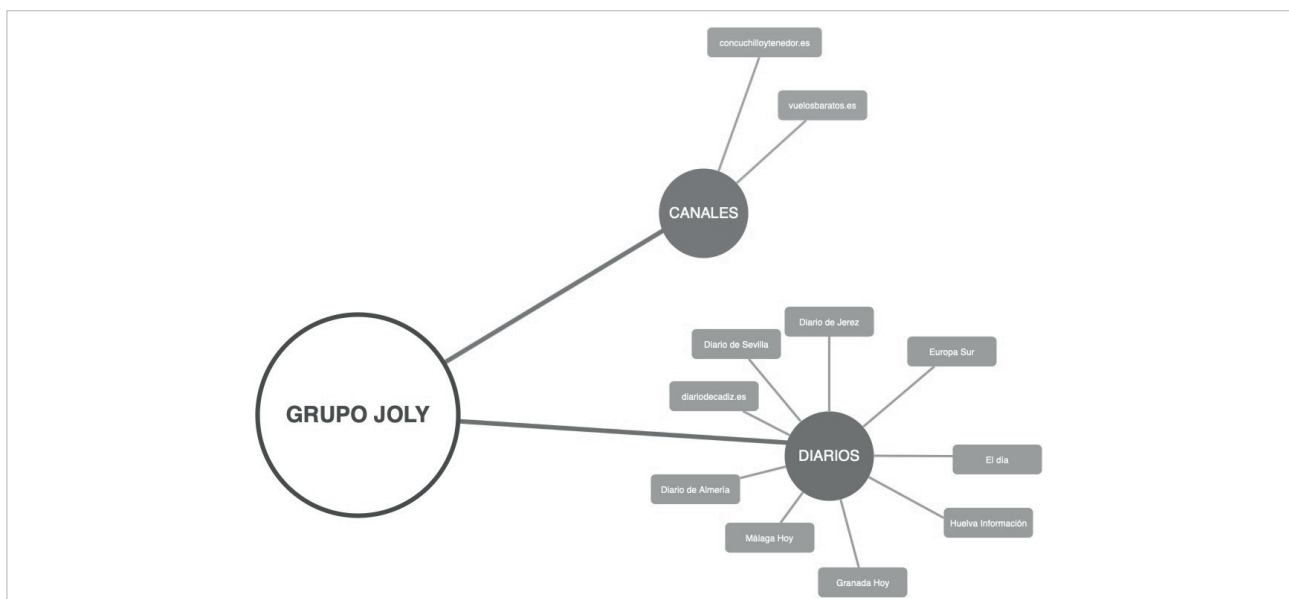 concuchilloytenedor.es
vuelosbaratos.es
CANALES
GRUPO JOLY
Diario de Jerez
Diario de Sevilla
Europa Sur
diariodecadiz.es
DIARIOS
El día
Diario de Almería
Huelva Información
Málaga Hoy
Granada Hoy